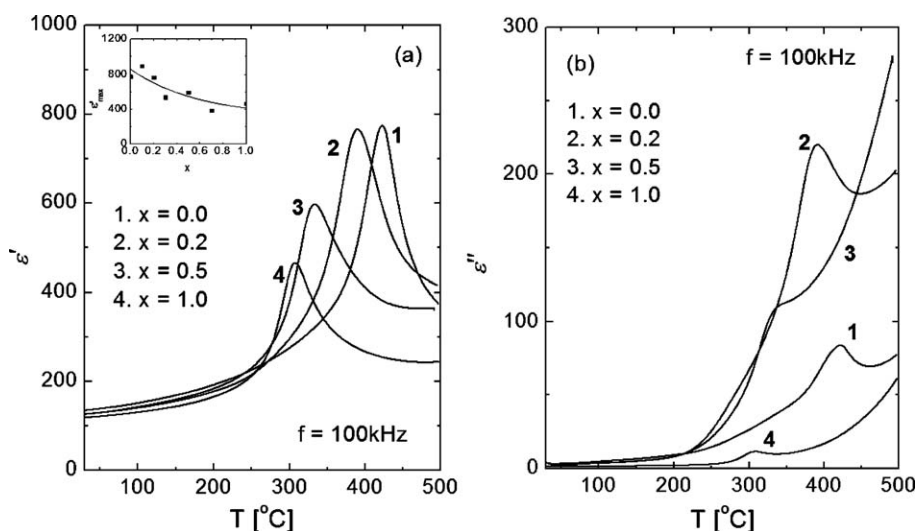 1000
800
600
400
200
0
ε'
1200
800
400
0
ε'max
0.0 0.2 0.4 0.6 0.8 1.0
x
(a)
2
1
3
4
1. x = 0.0
2. x = 0.2
3. x = 0.5
4. x = 1.0
f = 100kHz
100 200 300 400 500
T [°C]
300
200
100
0
ε''
(b)
f = 100kHz
1. x = 0.0
2. x = 0.2
3. x = 0.5
4. x = 1.0
2
3
1
4
100 200 300 400 500
T [°C]